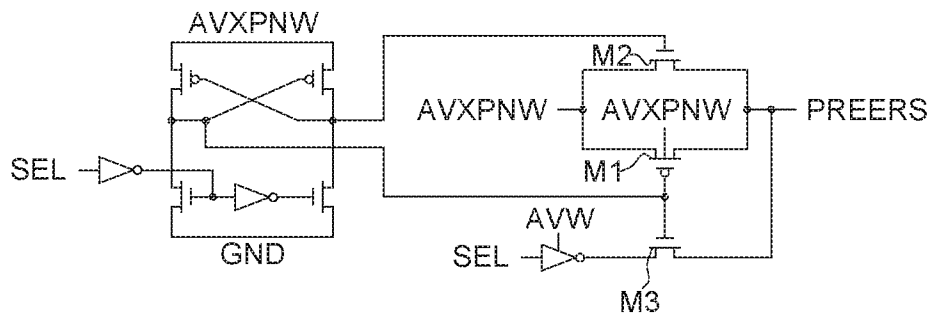 AVXPNW
M2
AVXPNW AVXPNW PREERS
SEL
M1
AVW
GND
SEL
M3